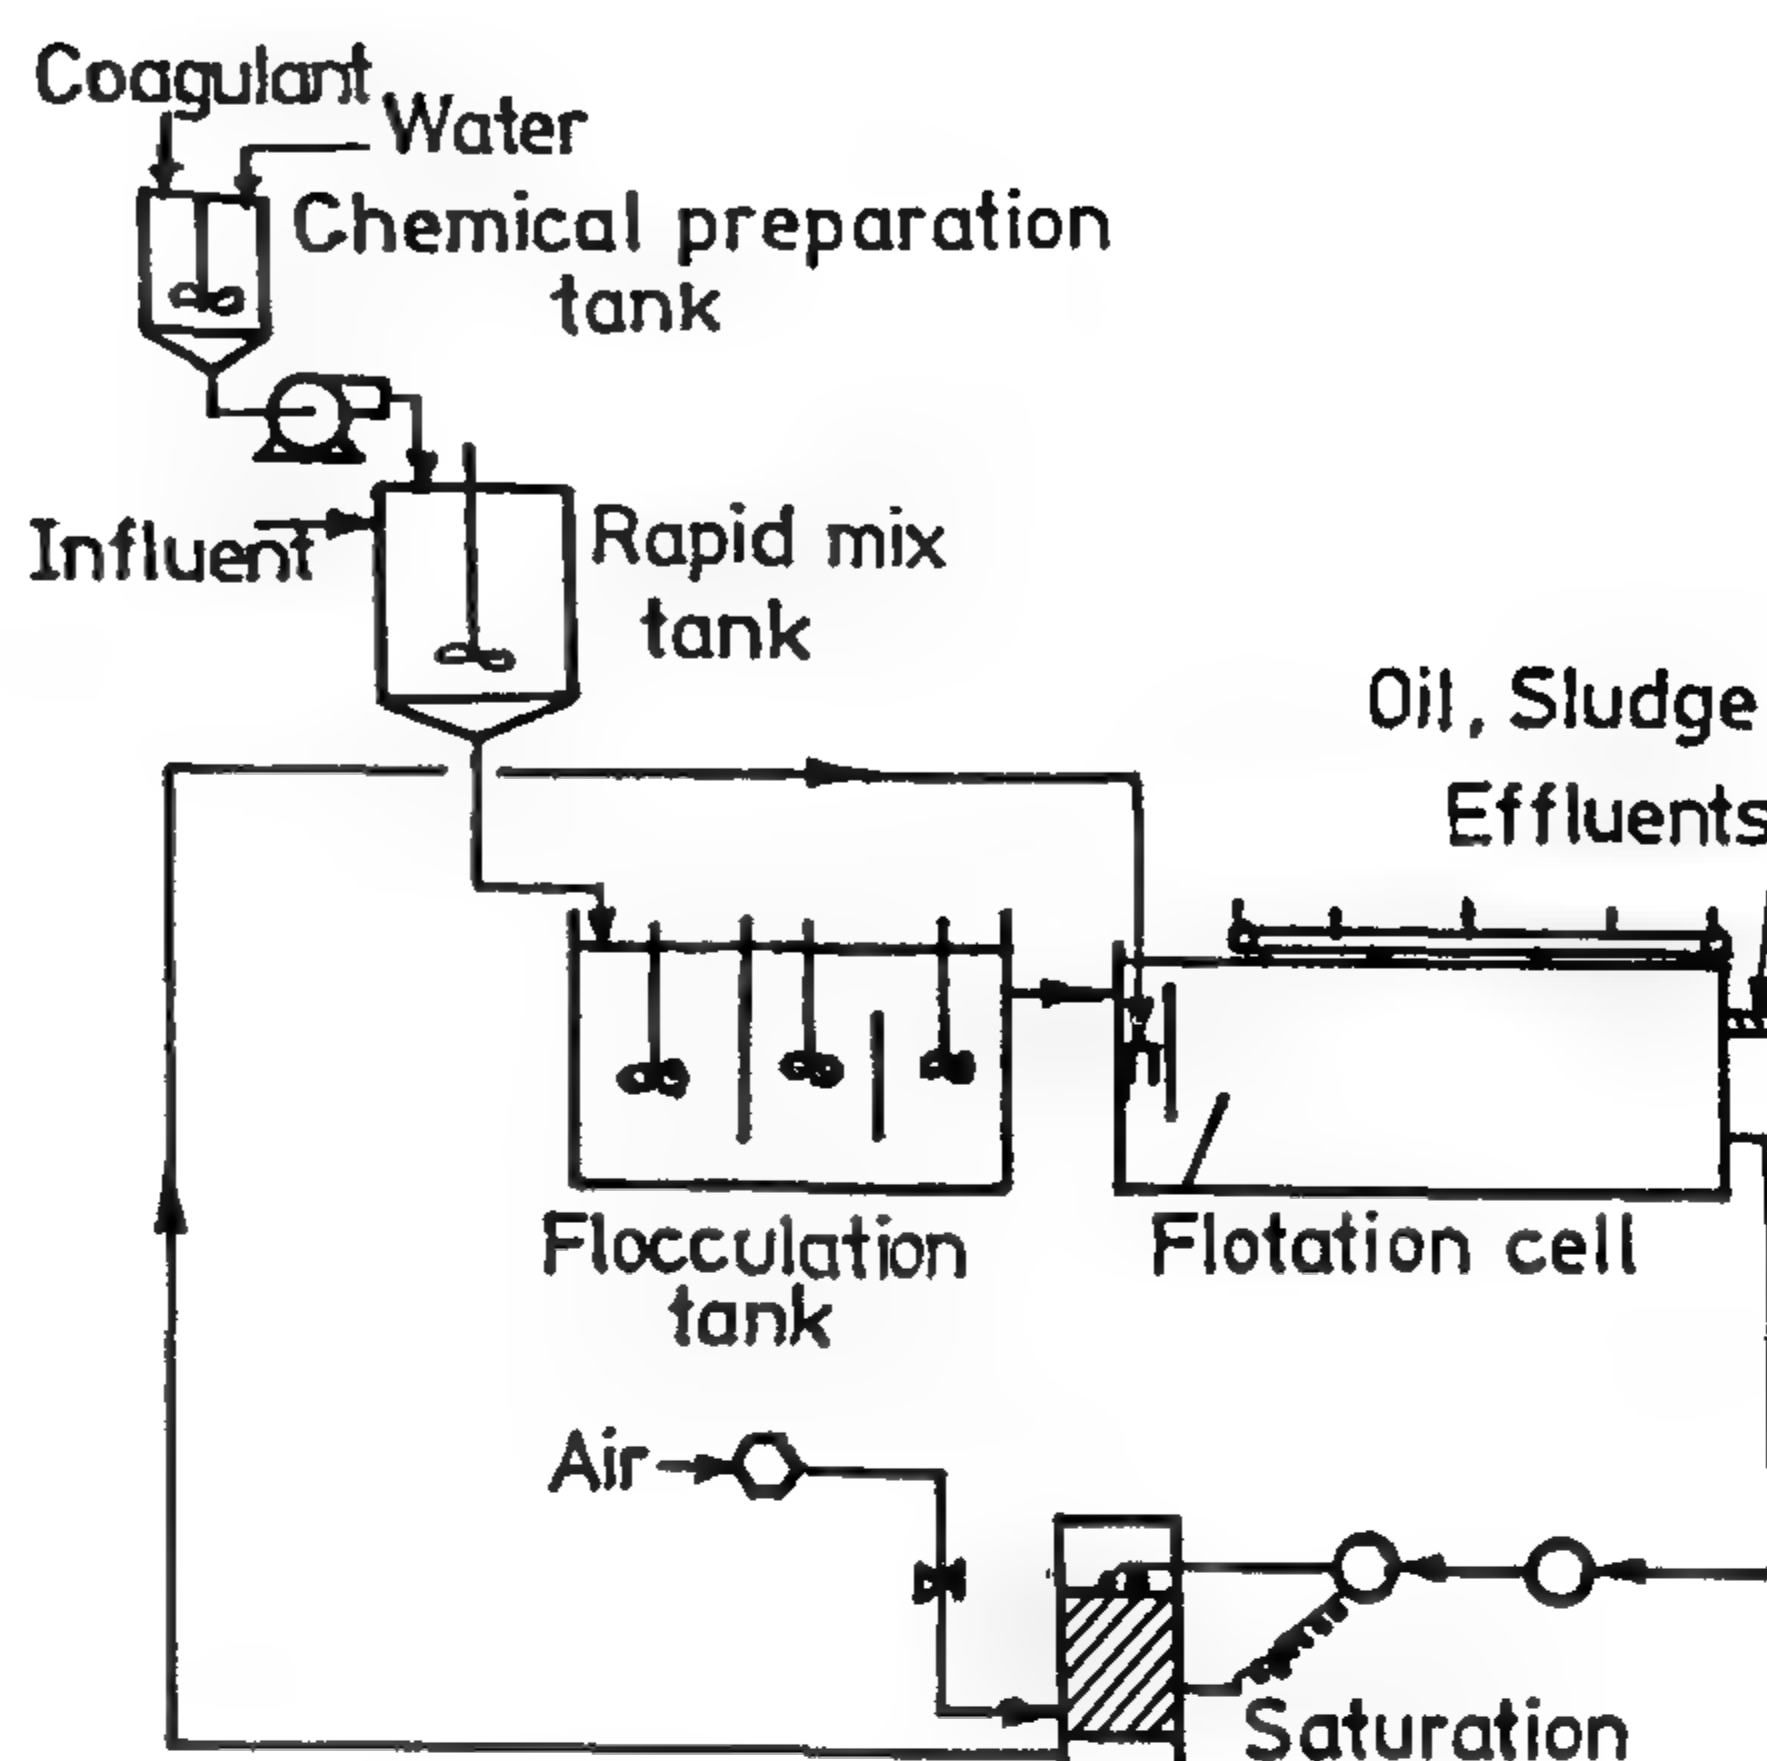 Coagulant
Water
Chemical preparation
tank
Influent
Rapid mix
tank
Oil, Sludge
Effluents
Flocculation
tank
Flotation cell
Air
Saturation